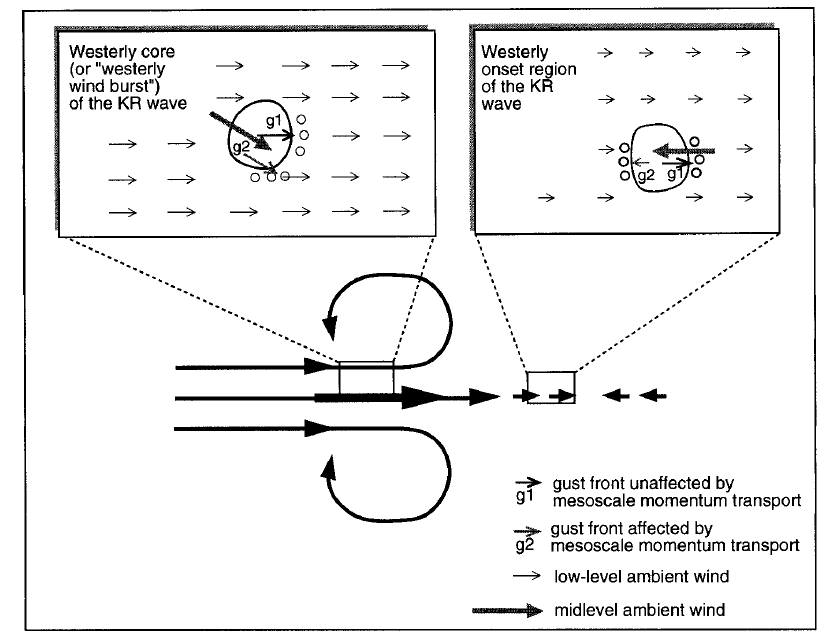 Westerly core
(or "westerly
wind burst")
of the KR wave
g1
g2
Westerly
onset region
of the KR
wave
g2
g1
g1
gust front unaffected by
mesoscale momentum transport
g2
gust front affected by
mesoscale momentum transport
low-level ambient wind
midlevel ambient wind